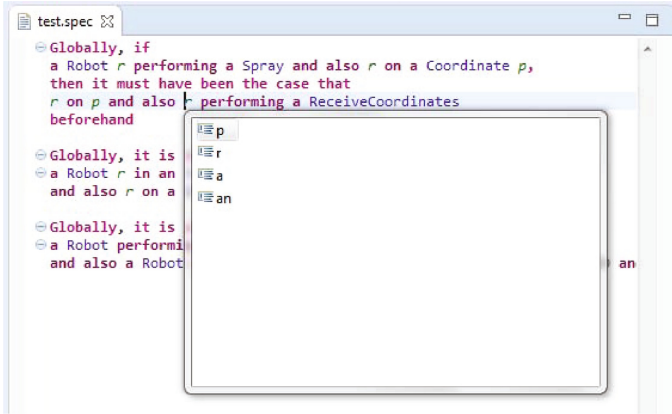 test.spec
Globally, if
a Robot r performing a Spray and also r on a Coordinate p,
then it must have been the case that
r on p and also r performing a ReceiveCoordinates
beforehand
p
r
a
an
Globally, it is
a Robot r in an
and also r on a
Globally, it is
a Robot performi
and also a Robot an